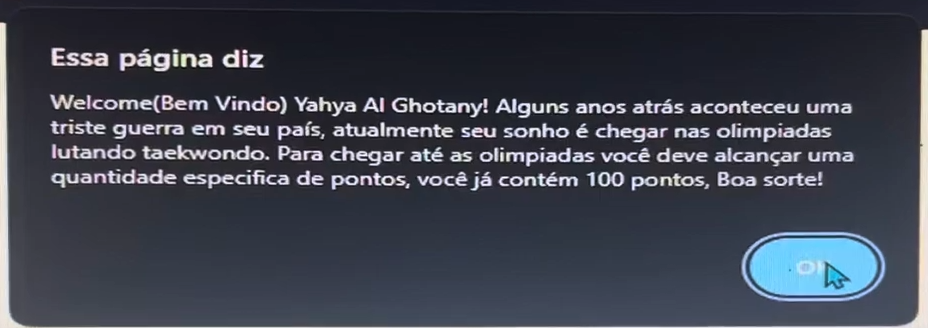 Essa página diz
Welcome(Bem Vindo) Yahya Al Ghotany! Alguns anos atrás aconteceu uma
triste guerra em seu país, atualmente seu sonho é chegar nas olimpiadas
lutando taekwondo. Para chegar até as olimpiadas você deve alcançar uma
quantidade especifica de pontos, você já contém 100 pontos, Boa sorte!
OK